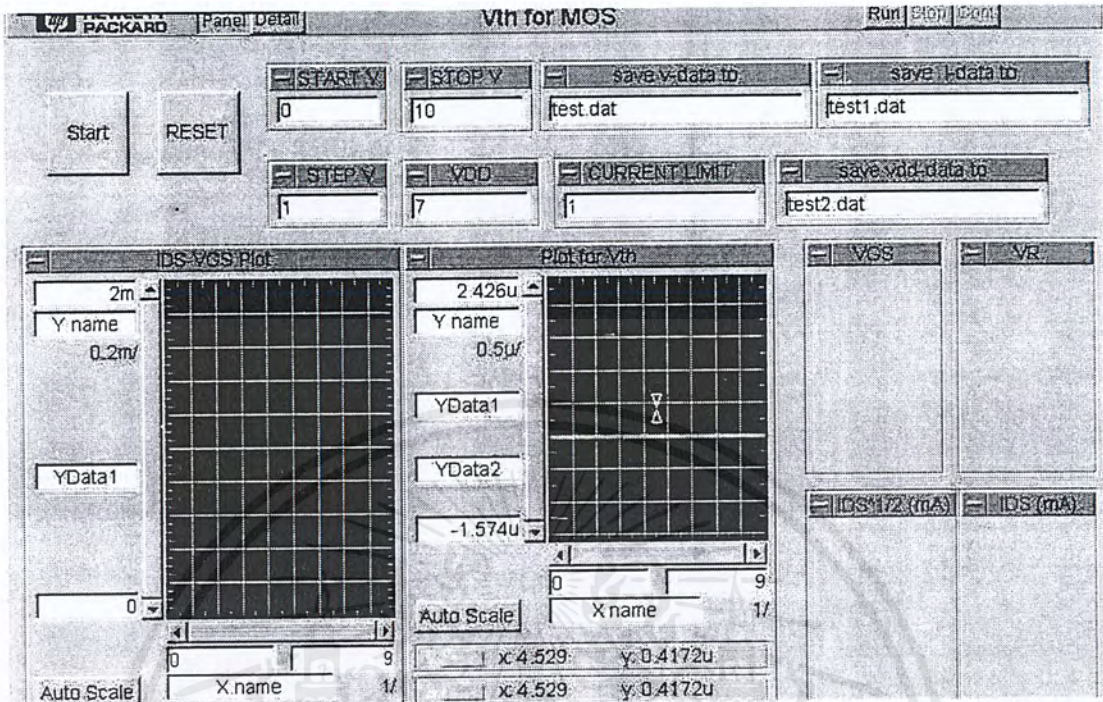 hp HEWLETT PACKARD Panel Detail Vth for MOS Run Stop Cont
START V STOP V save v-data to save I-data to
0 10 test.dat test1.dat
Start RESET
STEP V VDD CURRENT LIMIT save vdd-data to
1 7 1 test2.dat
IDS-VGS Plot Plot for Vth VGS VR
2m 2.426u
Y name Y name
0.2m/ 0.5u/
YData1
YData1 YData2
-1.574u IDS^1/2 (mA) IDS (mA)
0 9
0 Auto Scale X name 1/
0 9 x: 4.529 y: 0.4172u
Auto Scale X name 1/ x: 4.529 y: 0.4172u